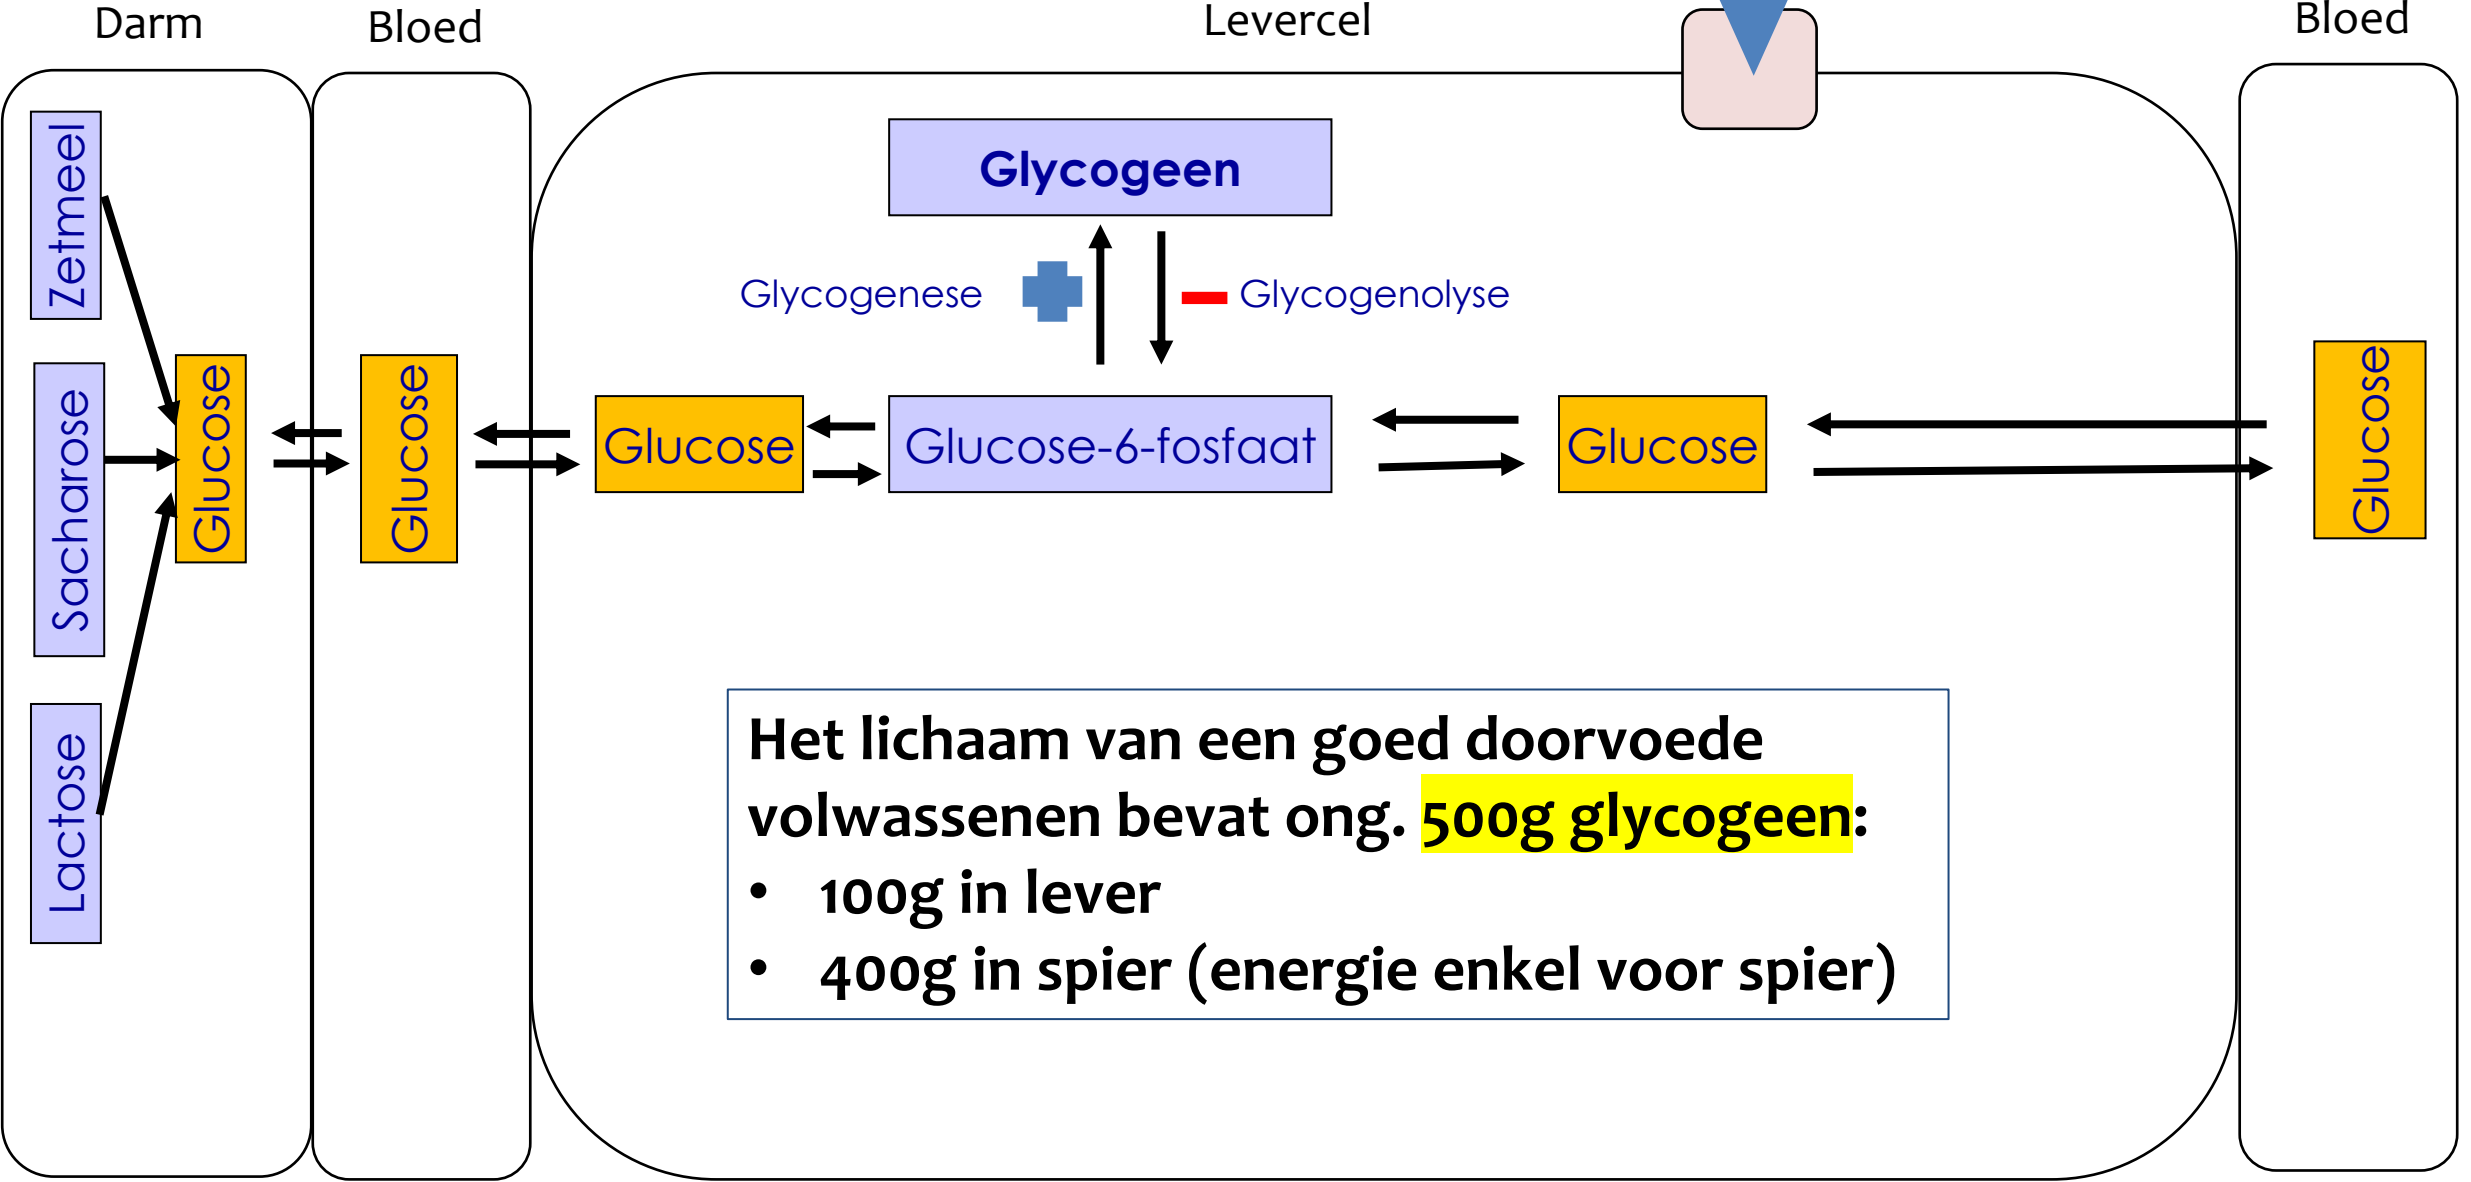 Darm
Bloed
Levercel
Bloed
Zetmeel
Sacharose
Lactose
Glucose
Glucose
Glycogeen
Glycogenese
Glycogenolyse
Glucose
Glucose-6-fosfaat
Glucose
Glucose
Het lichaam van een goed doorvoede
volwassenen bevat ong. 500g glycogeen:
• 100g in lever
• 400g in spier (energie enkel voor spier)